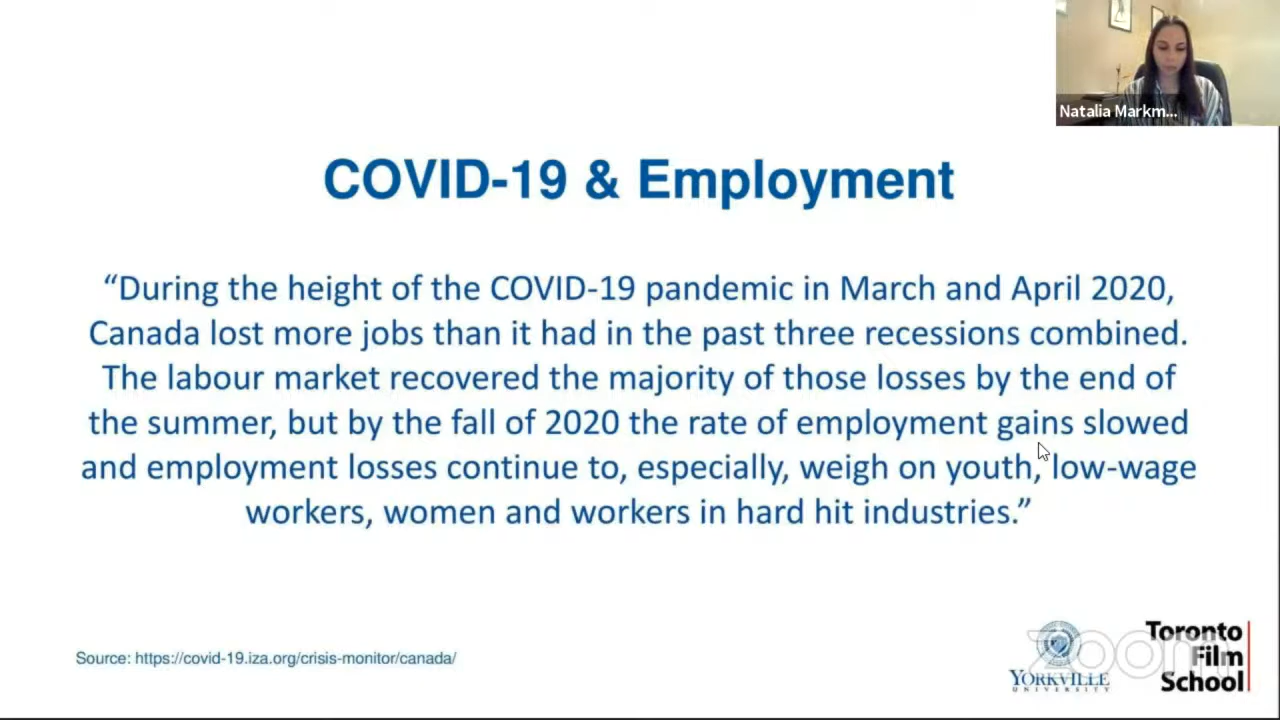 Natalia Markm...
COVID-19 & Employment
“During the height of the COVID-19 pandemic in March and April 2020,
Canada lost more jobs than it had in the past three recessions combined.
The labour market recovered the majority of those losses by the end of
the summer, but by the fall of 2020 the rate of employment gains slowed
and employment losses continue to, especially, weigh on youth, low-wage
workers, women and workers in hard hit industries.”
Source: https://covid-19.iza.org/crisis-monitor/canada/
YORKVILLE
UNIVERSITY
zoom
Toronto
Film
School